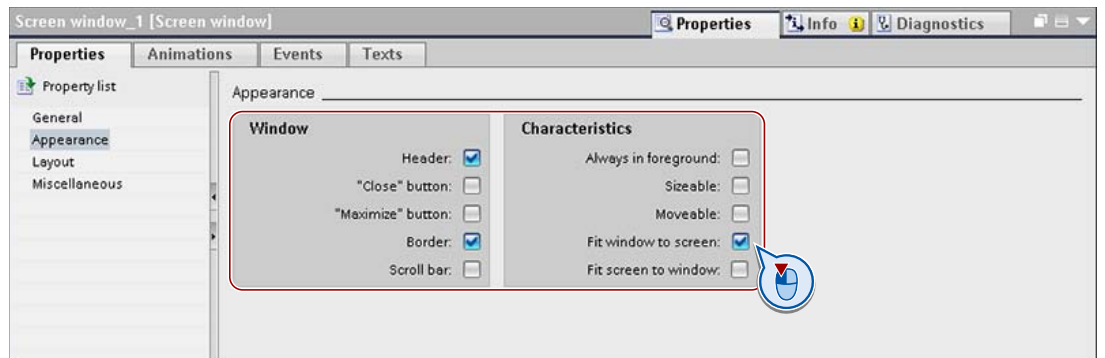 Screen window_1 [Screen window]
Properties
Info
Diagnostics
Properties
Animations
Events
Texts
Property list
General
Appearance
Layout
Miscellaneous
Appearance
Window
Header:
"Close" button:
"Maximize" button:
Border:
Scroll bar:
Characteristics
Always in foreground:
Sizeable:
Moveable:
Fit window to screen:
Fit screen to window: